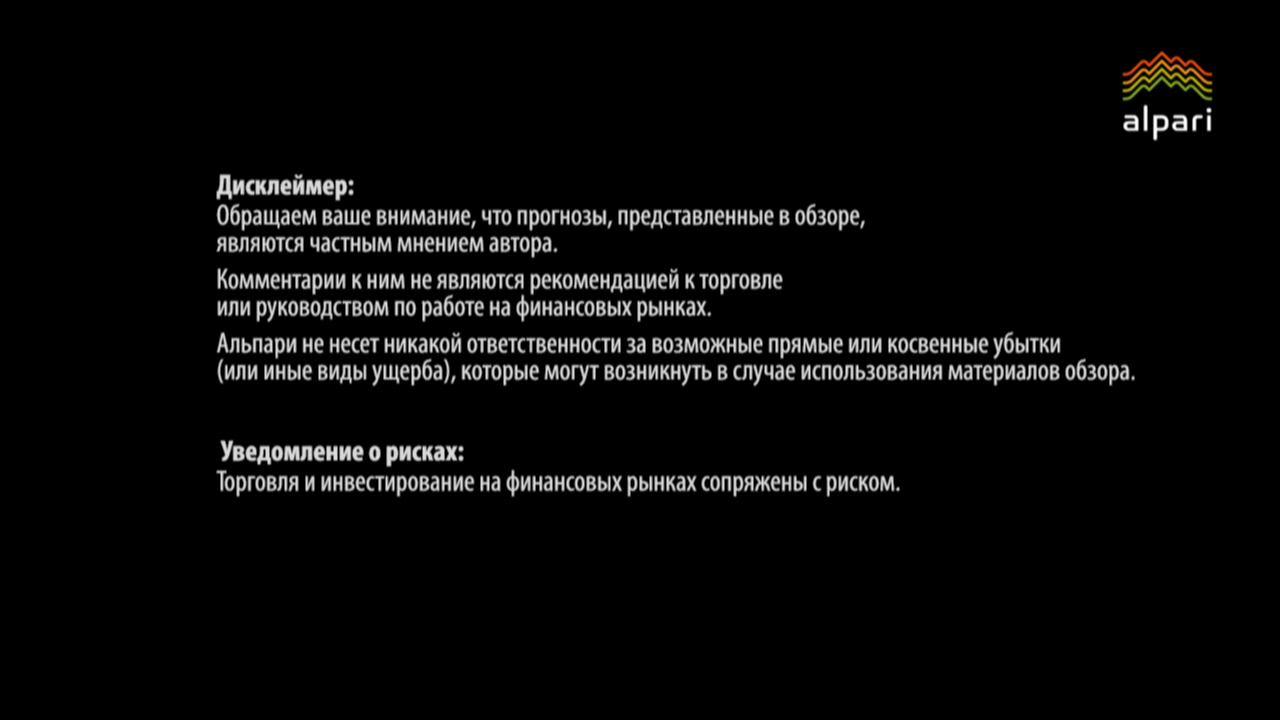 alpari
Дисклеймер:
Обращаем ваше внимание, что прогнозы, представленные в обзоре,
являются частным мнением автора.
Комментарии к ним не являются рекомендацией к торговле
или руководством по работе на финансовых рынках.
Альпари не несет никакой ответственности за возможные прямые или косвенные убытки
(или иные виды ущерба), которые могут возникнуть в случае использования материалов обзора.
Уведомление о рисках:
Торговля и инвестирование на финансовых рынках сопряжены с риском.